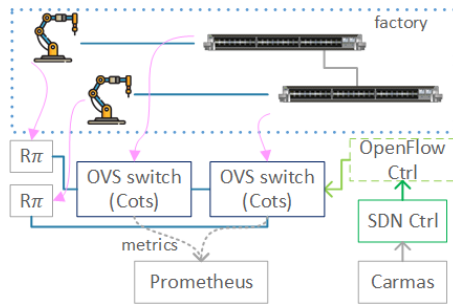 factory
Rπ
Rπ
OVS switch
(Cots)
OVS switch
(Cots)
OpenFlow
Ctrl
SDN Ctrl
metrics
Prometheus
Carmas